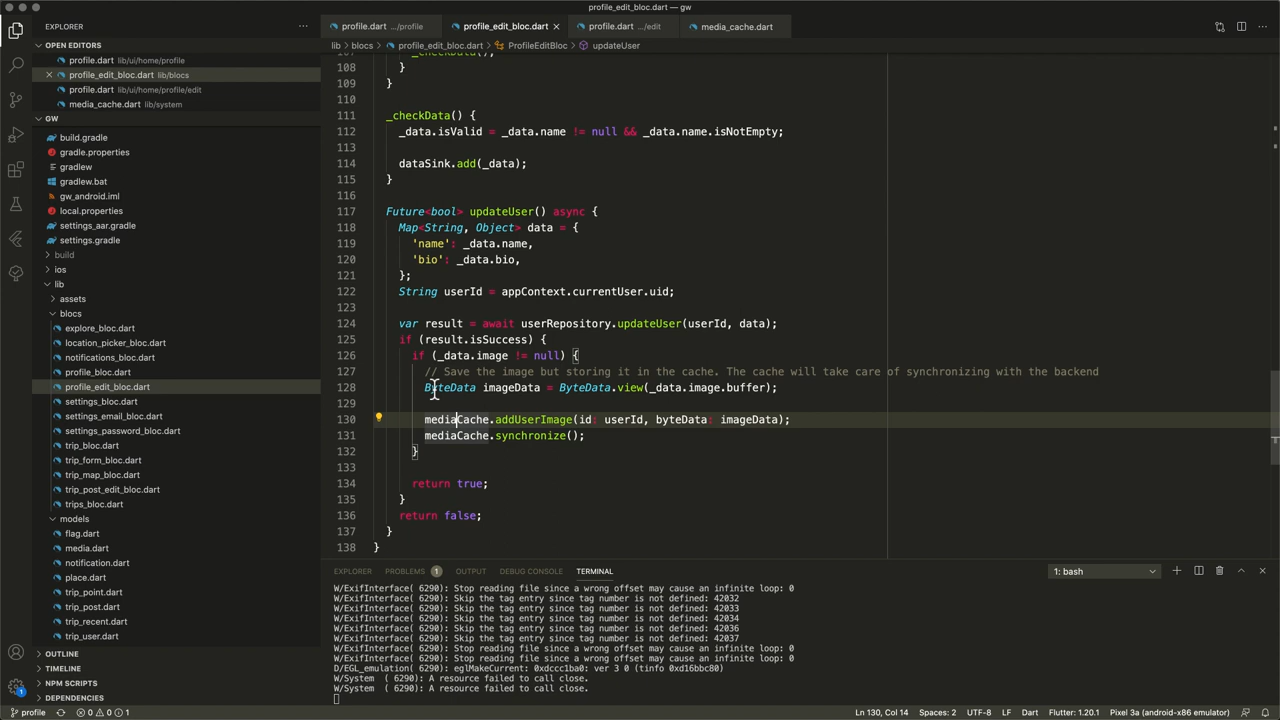 profile_edit_bloc.dart — gw
EXPLORER
OPEN EDITORS
profile.dart lib/ui/home/profile
profile_edit_bloc.dart lib/blocs
profile.dart lib/ui/home/profile/edit
media_cache.dart lib/system
GW
build.gradle
gradle.properties
gradlew
gradlew.bat
gw_android.iml
local.properties
settings_aar.gradle
settings.gradle
build
ios
lib
assets
blocs
explore_bloc.dart
location_picker_bloc.dart
notifications_bloc.dart
profile_bloc.dart
profile_edit_bloc.dart
settings_bloc.dart
settings_email_bloc.dart
settings_password_bloc.dart
trip_bloc.dart
trip_form_bloc.dart
trip_map_bloc.dart
trip_post_edit_bloc.dart
trips_bloc.dart
models
flag.dart
media.dart
notification.dart
place.dart
trip_point.dart
trip_post.dart
trip_recent.dart
trip_user.dart
OUTLINE
TIMELINE
NPM SCRIPTS
DEPENDENCIES
profile.dart .../profile
profile_edit_bloc.dart
profile.dart .../edit
media_cache.dart
lib > blocs > profile_edit_bloc.dart > ProfileEditBloc > updateUser
107 _checkData();
108 }
109 }
110
111 _checkData() {
112 _data.isValid = _data.name != null && _data.name.isNotEmpty;
113
114 dataSink.add(_data);
115 }
116
117 Future<bool> updateUser() async {
118 Map<String, Object> data = {
119 'name': _data.name,
120 'bio': _data.bio,
121 };
122 String userId = appContext.currentUser.uid;
123
124 var result = await userRepository.updateUser(userId, data);
125 if (result.isSuccess) {
126 if (_data.image != null) {
127 // Save the image but storing it in the cache. The cache will take care of synchronizing with the backend
128 ByteData imageData = ByteData.view(_data.image.buffer);
129
130 mediaCache.addUserImage(id: userId, byteData: imageData);
131 mediaCache.synchronize();
132 }
133
134 return true;
135 }
136 return false;
137 }
138 }
EXPLORER PROBLEMS 1 OUTPUT DEBUG CONSOLE TERMINAL 1: bash
W/ExifInterface( 6290): Stop reading file since a wrong offset may cause an infinite loop: 0
W/ExifInterface( 6290): Skip the tag entry since tag number is not defined: 42032
W/ExifInterface( 6290): Skip the tag entry since tag number is not defined: 42033
W/ExifInterface( 6290): Skip the tag entry since tag number is not defined: 42034
W/ExifInterface( 6290): Skip the tag entry since tag number is not defined: 42036
W/ExifInterface( 6290): Skip the tag entry since tag number is not defined: 42037
W/ExifInterface( 6290): Stop reading file since a wrong offset may cause an infinite loop: 0
W/ExifInterface( 6290): Stop reading file since a wrong offset may cause an infinite loop: 0
D/EGL_emulation( 6290): eglMakeCurrent: 0xdccc1ba0: ver 3 0 (tinfo 0xd16bbc80)
W/System ( 6290): A resource failed to call close.
W/System ( 6290): A resource failed to call close.
1
profile 0 0 1 Ln 130, Col 14 Spaces: 2 UTF-8 LF Dart Flutter: 1.20.1 Pixel 3a (android-x86 emulator)